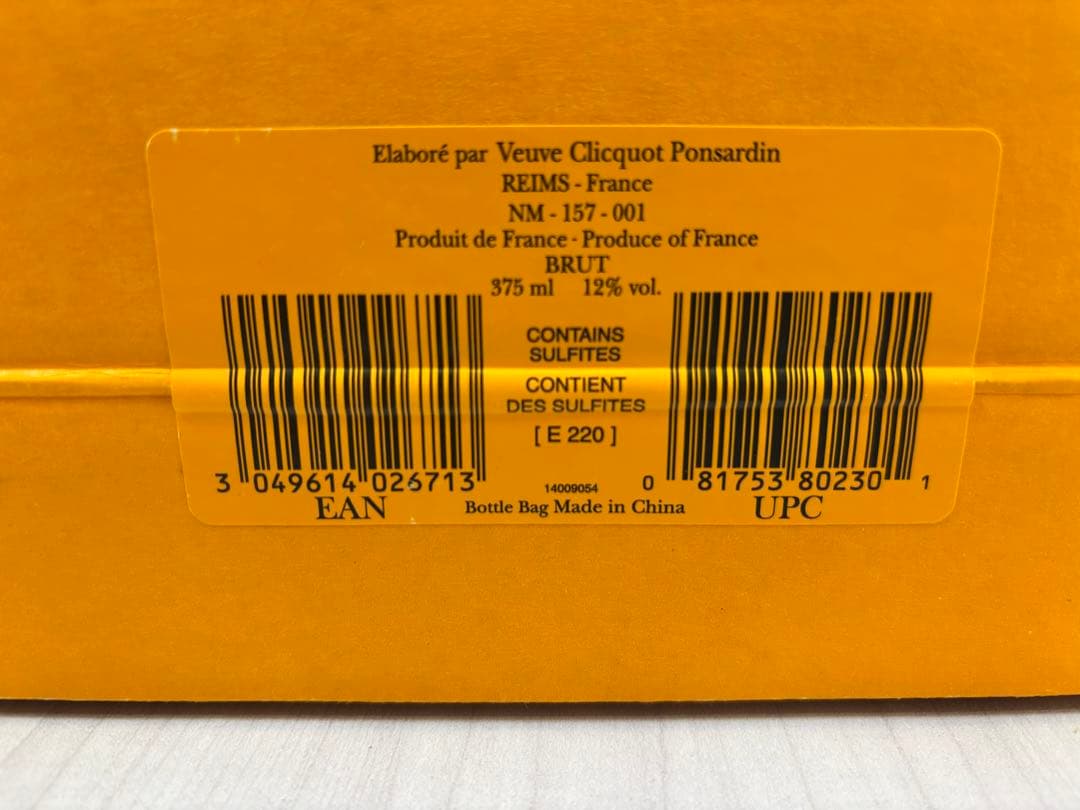 Elaboré par Veuve Clicquot Ponsardin
REIMS - France
NM - 157 - 001
Produit de France - Produce of France
BRUT
375 ml 12% vol.
CONTAINS
SULFITES
CONTIENT
DES SULFITES
[ E 220 ]
3 049614 026713
EAN
14009054
Bottle Bag Made in China
0 81753 80230 1
UPC